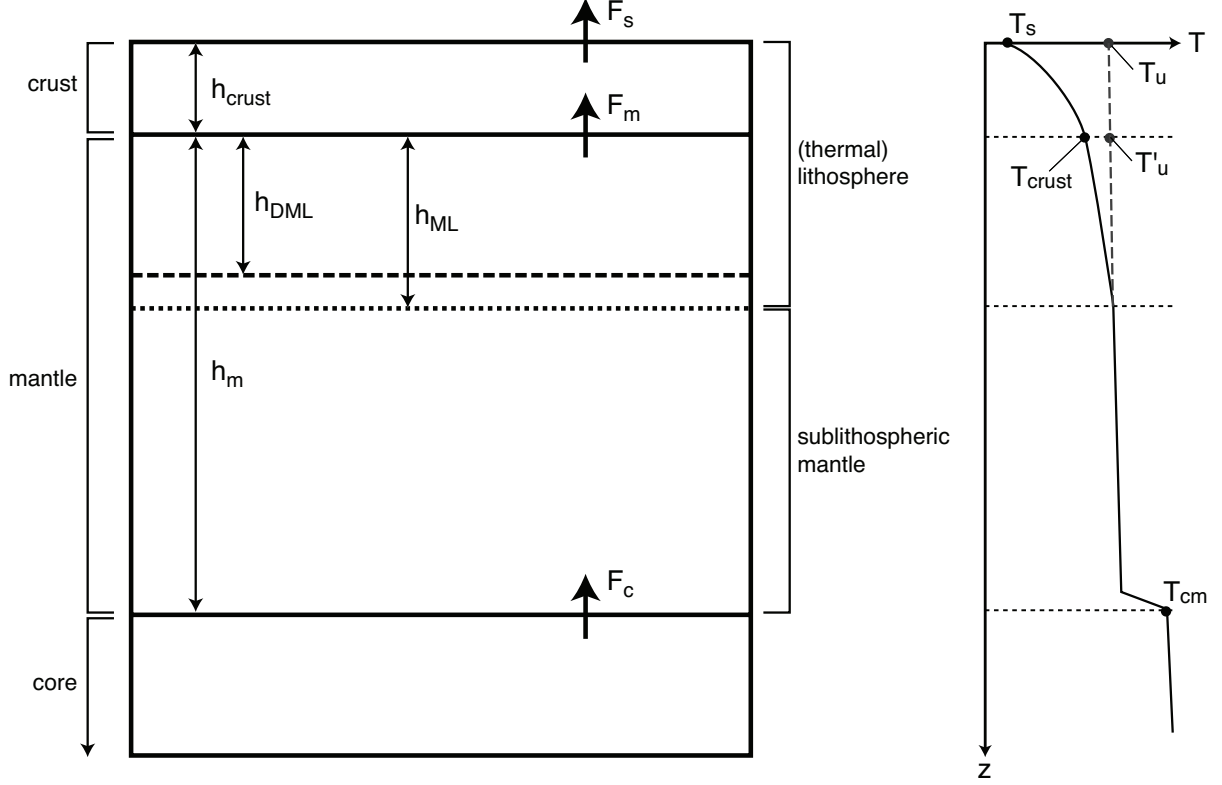 F_s
T_s
T
T_u
crust
h_crust
F_m
(thermal)
lithosphere
T_crust
T'_u
h_DML
h_ML
mantle
h_m
sublithospheric
mantle
F_c
T_cm
core
z